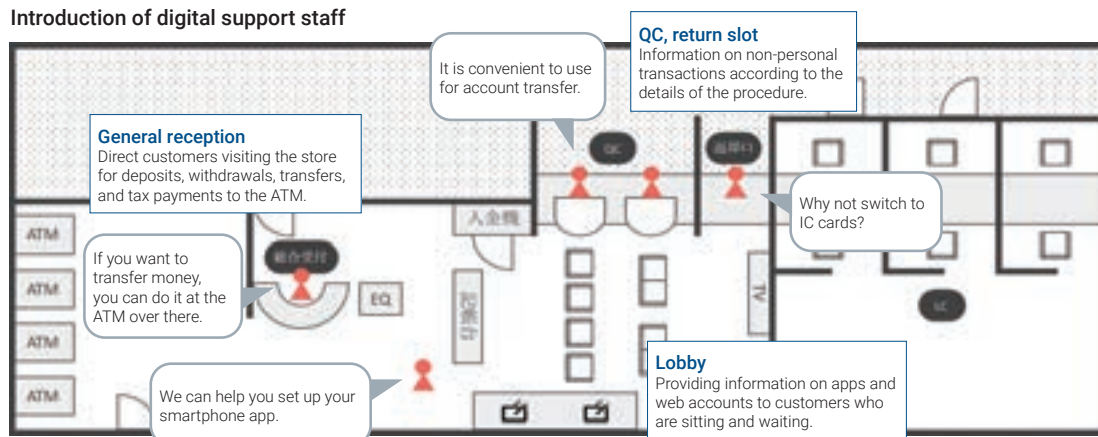 Introduction of digital support staff
It is convenient to use
for account transfer.
QC, return slot
Information on non-personal
transactions according to the
details of the procedure.
General reception
Direct customers visiting the store
for deposits, withdrawals, transfers,
and tax payments to the ATM.
QC
Why not switch to
IC cards?
入金機
ATM
ATM
ATM
ATM
If you want to
transfer money,
you can do it at the
ATM over there.
総合受付
EQ
TV
We can help you set up your
smartphone app.
Lobby
Providing information on apps and
web accounts to customers who
are sitting and waiting.